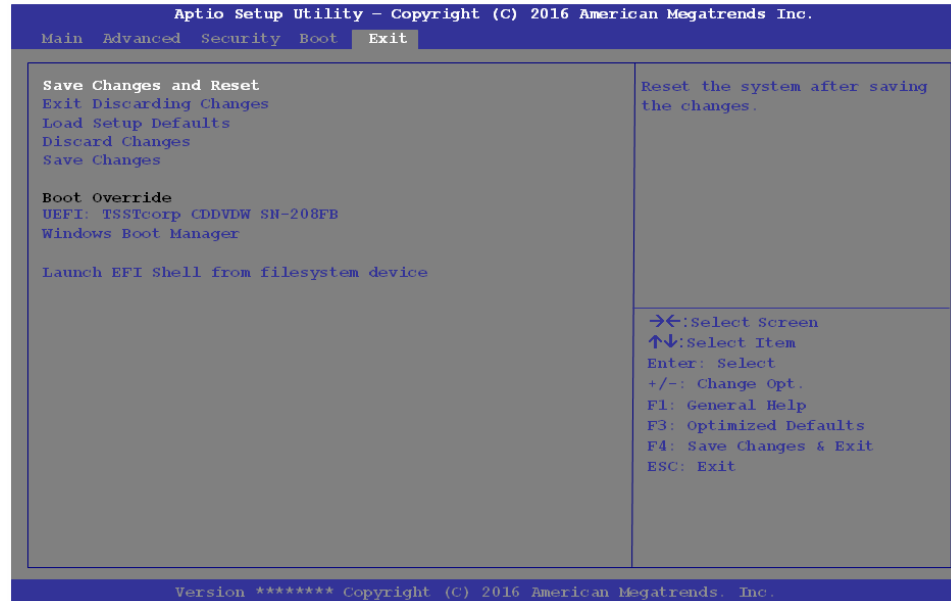 Aptio Setup Utility – Copyright (C) 2016 American Megatrends Inc.
Main Advanced Security Boot Exit
Save Changes and Reset
Exit Discarding Changes
Load Setup Defaults
Discard Changes
Save Changes
Boot Override
UEFI: TSSTcorp CDDVDW SN-208FB
Windows Boot Manager
Launch EFI Shell from filesystem device
Reset the system after saving
the changes.
→←:Select Screen
↑↓:Select Item
Enter: Select
+/-: Change Opt.
F1: General Help
F3: Optimized Defaults
F4: Save Changes & Exit
ESC: Exit
Version ******** Copyright (C) 2016 American Megatrends. Inc.